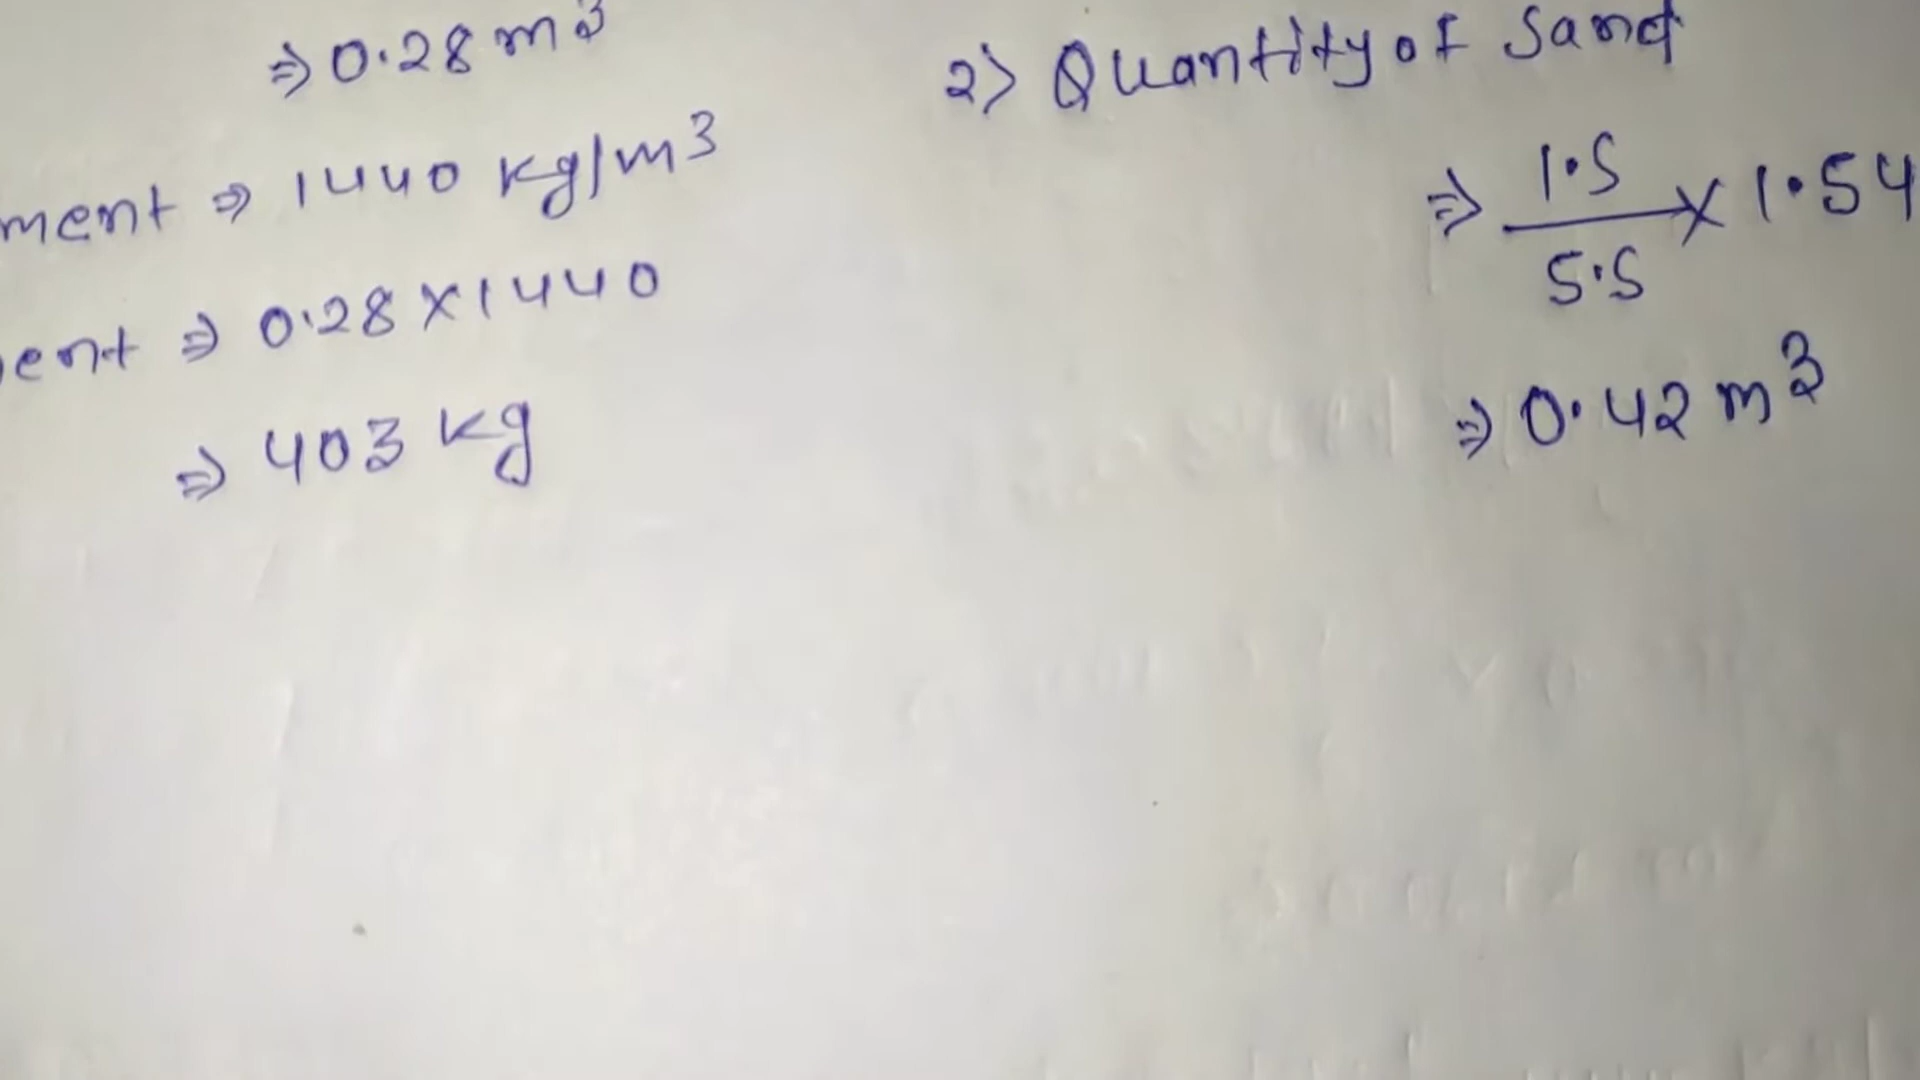 ⇒ 0.28 m³
ment ⇒ 1440 kg/m³
ent ⇒ 0.28 × 1440
⇒ 403 kg
2> Quantity of Sand
⇒ 1.5/5.5 × 1.54
⇒ 0.42 m³